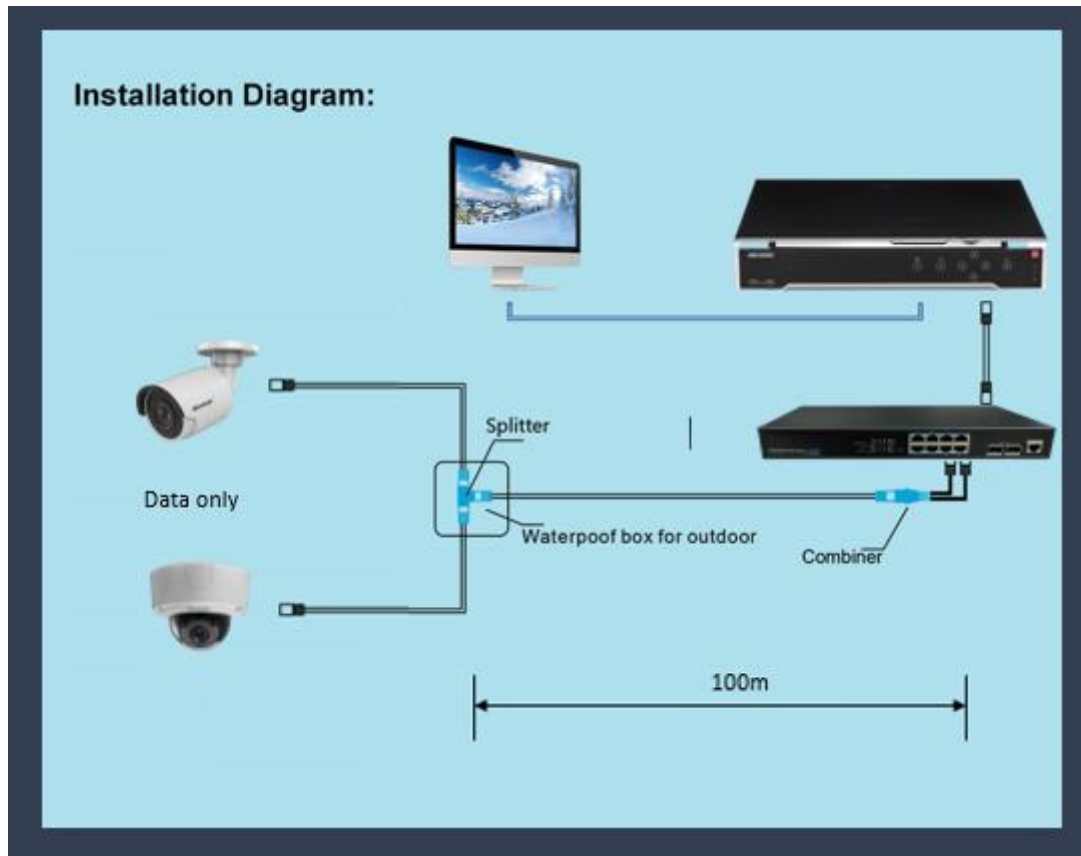 Installation Diagram:
Splitter
Data only
Waterpoof box for outdoor
Combiner
100m